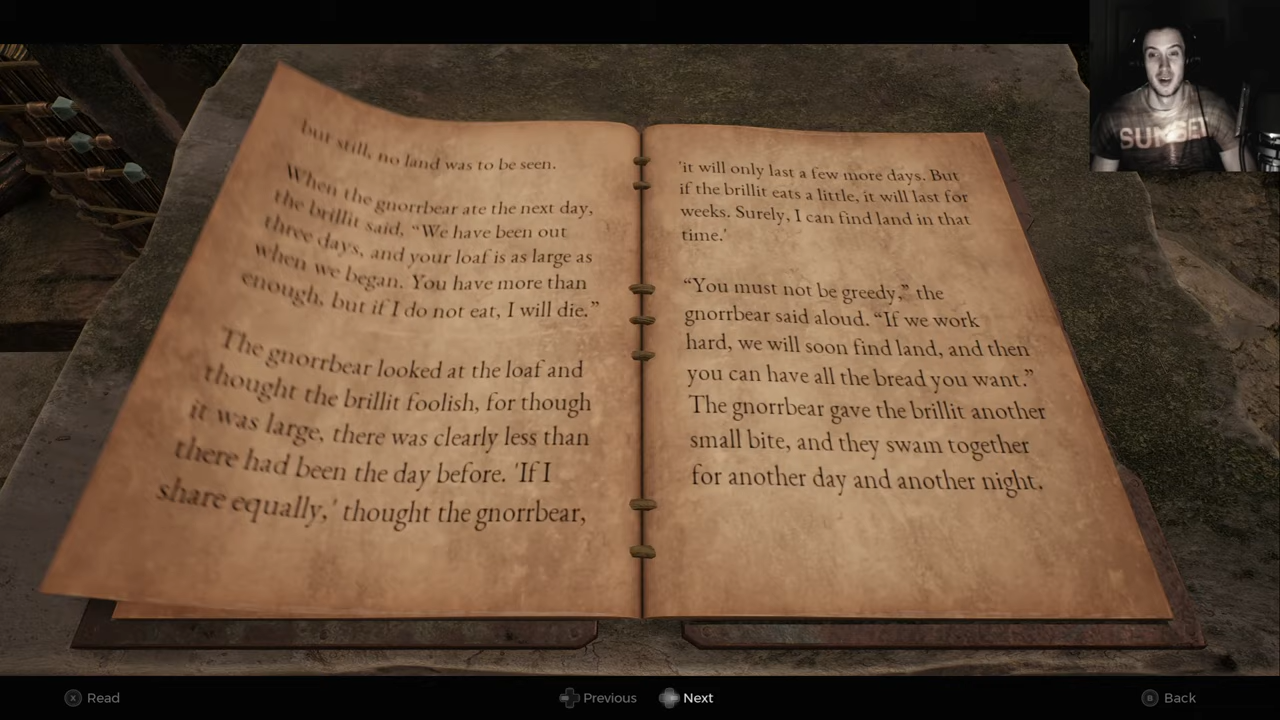 but still, no land was to be seen.
When the gnorrbear ate the next day,
the brillit said, “We have been out
three days, and your loaf is as large as
when we began. You have more than
enough, but if I do not eat, I will die.”
The gnorrbear looked at the loaf and
thought the brillit foolish, for though
it was large, there was clearly less than
there had been the day before. 'If I
share equally,' thought the gnorrbear,
'it will only last a few more days. But
if the brillit eats a little, it will last for
weeks. Surely, I can find land in that
time.'
“You must not be greedy,” the
gnorrbear said aloud. “If we work
hard, we will soon find land, and then
you can have all the bread you want.”
The gnorrbear gave the brillit another
small bite, and they swam together
for another day and another night.
SUNSET
X Read
Previous
Next
B Back